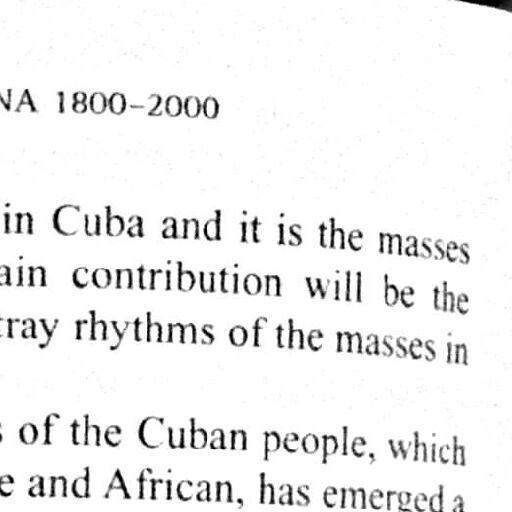 NA 1800–2000
in Cuba and it is the masses
ain contribution will be the
tray rhythms of the masses in
s of the Cuban people, which
e and African, has emerged a